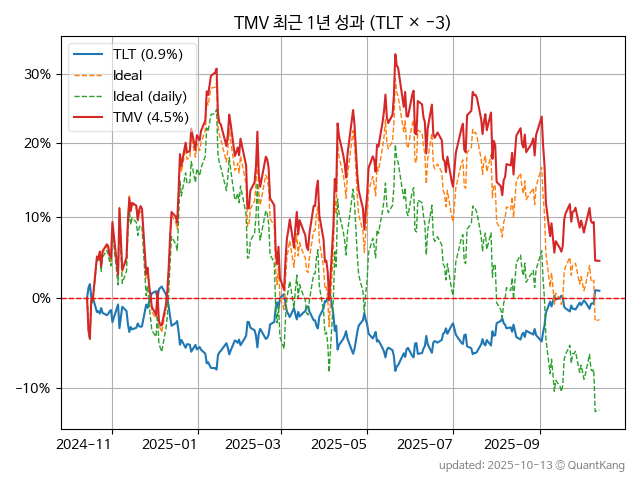 TMV 최근 1년 성과 (TLT × −3)
TLT (0.9%)
Ideal
Ideal (daily)
TMV (4.5%)
30%
20%
10%
0%
−10%
2024-11
2025-01
2025-03
2025-05
2025-07
2025-09
updated: 2025-10-13 ⓒ QuantKang